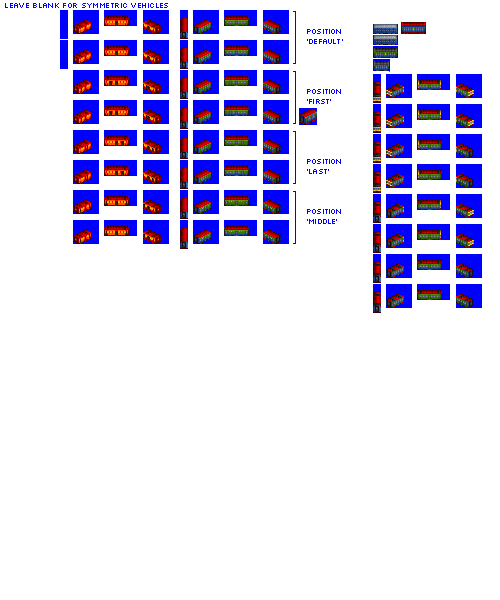 LEAVE BLANK FOR SYMMETRIC VEHICLES
POSITION
'DEFAULT'
POSITION
'FIRST'
POSITION
'LAST'
POSITION
'MIDDLE'